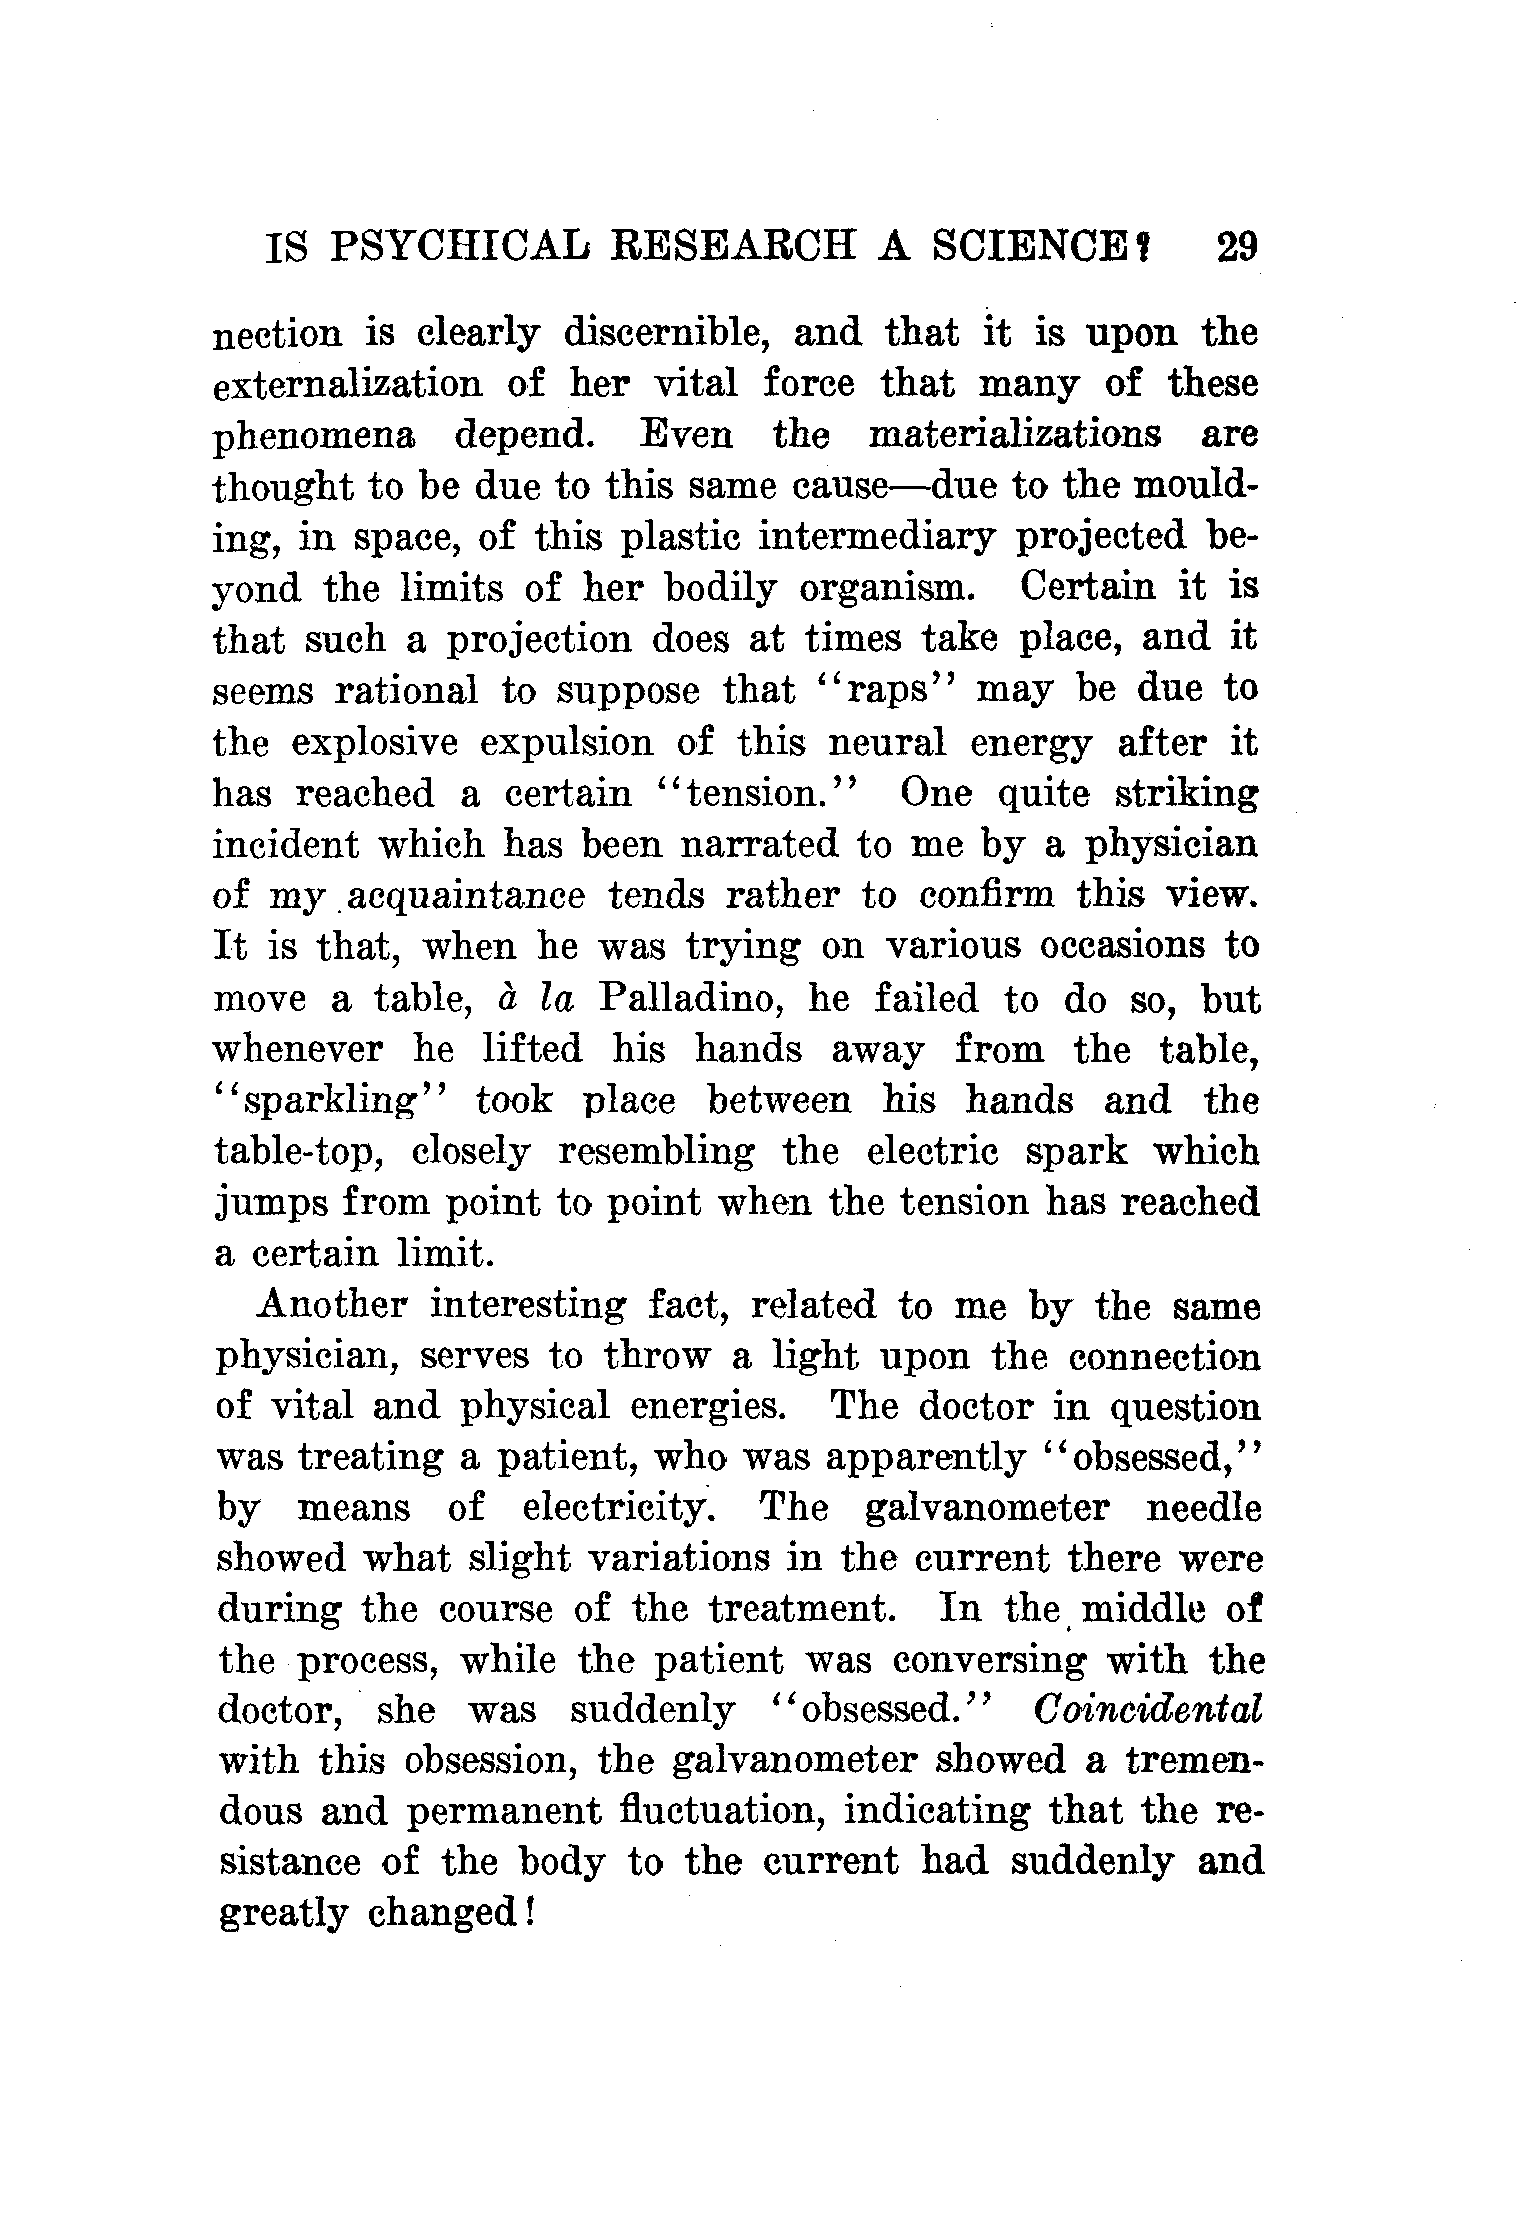 IS PSYCHICAL RESEARCH A SCIENCE? 29
nection is clearly discernible, and that it is upon the
externalization of her vital force that many of these
phenomena depend. Even the materializations are
thought to be due to this same cause—due to the mould-
ing, in space, of this plastic intermediary projected be-
yond the limits of her bodily organism. Certain it is
that such a projection does at times take place, and it
seems rational to suppose that "raps" may be due to
the explosive expulsion of this neural energy after it
has reached a certain "tension." One quite striking
incident which has been narrated to me by a physician
of my acquaintance tends rather to confirm this view.
It is that, when he was trying on various occasions to
move a table, à la Palladino, he failed to do so, but
whenever he lifted his hands away from the table,
"sparkling" took place between his hands and the
table-top, closely resembling the electric spark which
jumps from point to point when the tension has reached
a certain limit.
Another interesting fact, related to me by the same
physician, serves to throw a light upon the connection
of vital and physical energies. The doctor in question
was treating a patient, who was apparently "obsessed,"
by means of electricity. The galvanometer needle
showed what slight variations in the current there were
during the course of the treatment. In the middle of
the process, while the patient was conversing with the
doctor, she was suddenly "obsessed." Coincidental
with this obsession, the galvanometer showed a tremen-
dous and permanent fluctuation, indicating that the re-
sistance of the body to the current had suddenly and
greatly changed!